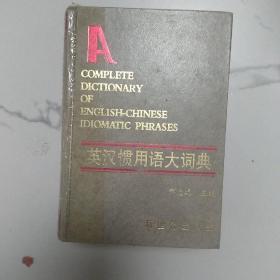 A
COMPLETE
DICTIONARY
OF
ENGLISH-CHINESE
IDIOMATIC PHRASES
英汉惯用语大词典